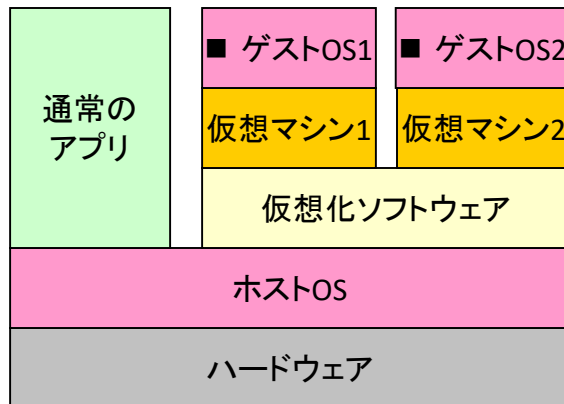 ■ ゲストOS1
■ ゲストOS2
通常の
アプリ
仮想マシン1
仮想マシン2
仮想化ソフトウェア
ホストOS
ハードウェア